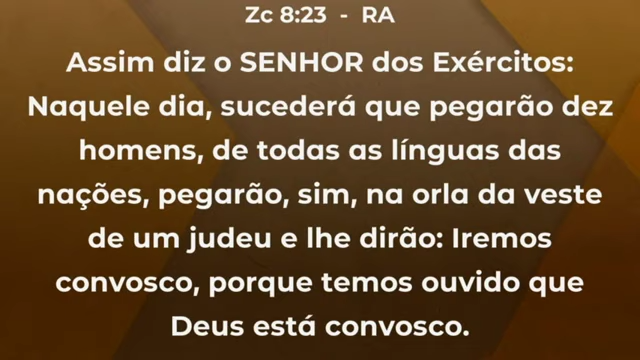 Zc 8:23 - RA
Assim diz o SENHOR dos Exércitos:
Naquele dia, sucederá que pegarão dez
homens, de todas as línguas das
nações, pegarão, sim, na orla da veste
de um judeu e lhe dirão: Iremos
convosco, porque temos ouvido que
Deus está convosco.